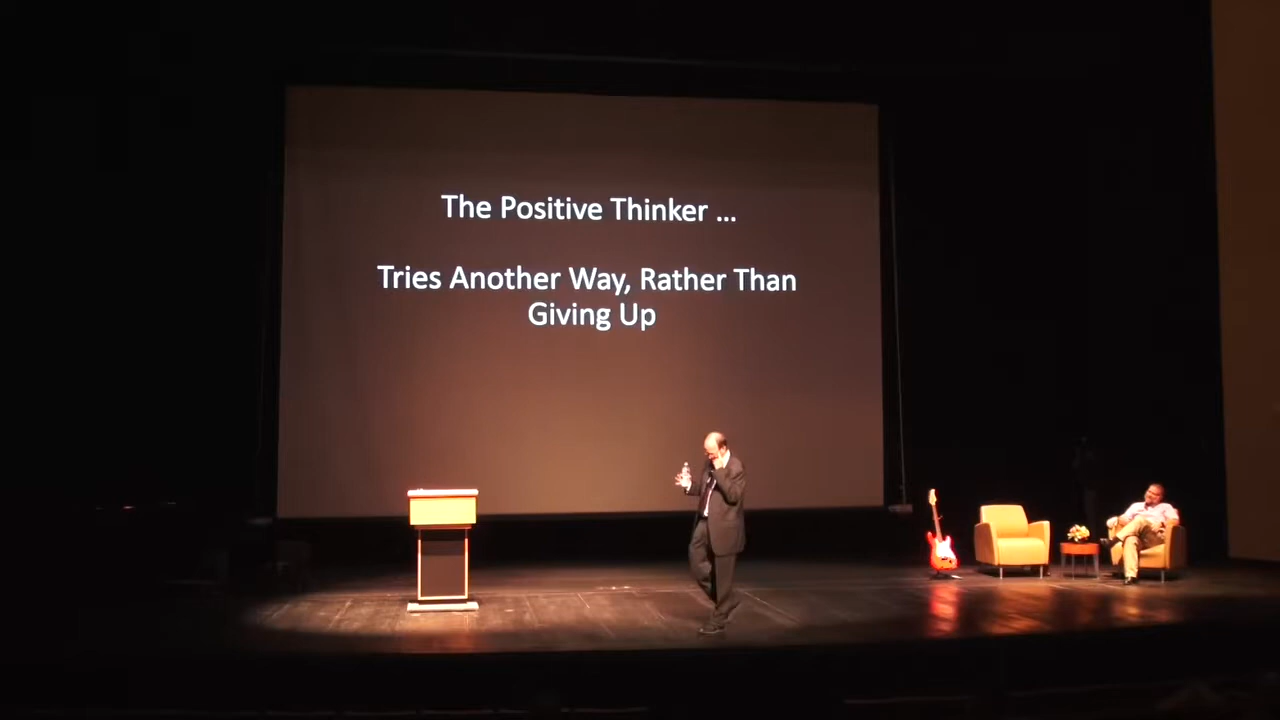 The Positive Thinker ...
Tries Another Way, Rather Than
Giving Up